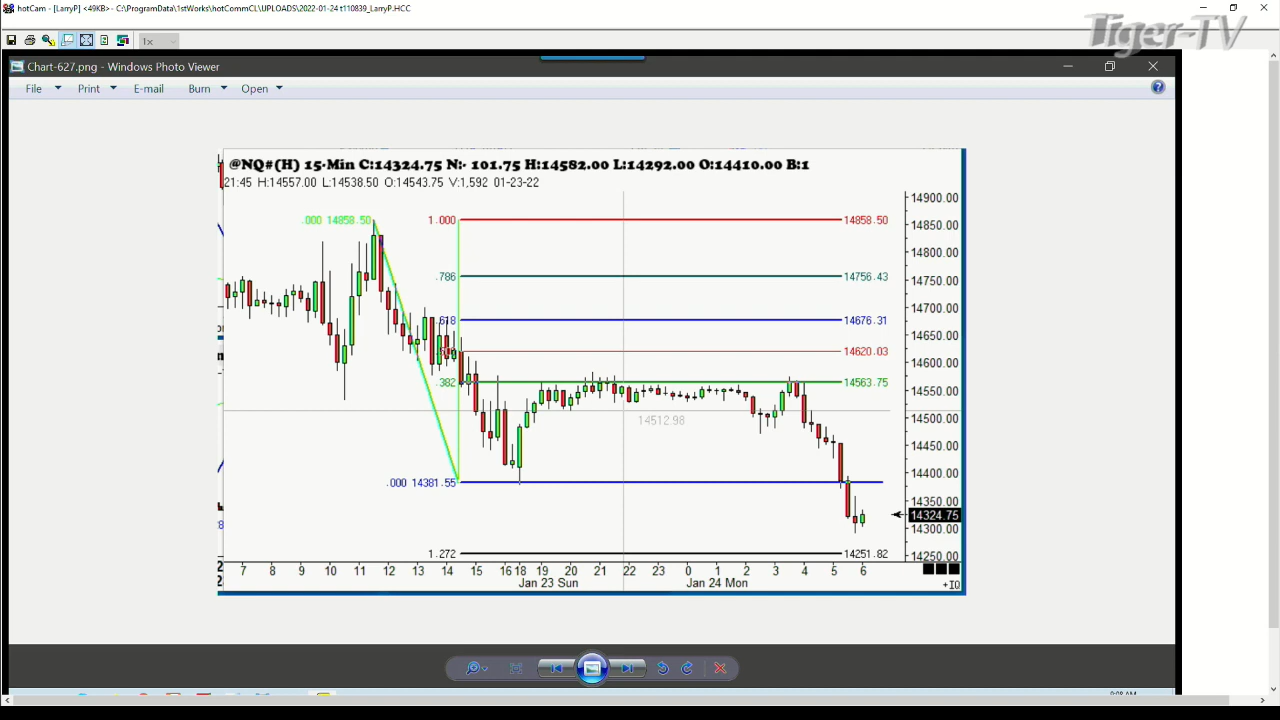 hotCam - [LarryP] <49KB> - C:\ProgramData\1stWorks\hotCommCL\UPLOADS\2022-01-24 t110839_LarryP.HCC
Tiger-TV
1x
Chart-627.png - Windows Photo Viewer
File Print E-mail Burn Open
@NQ#(H) 15-Min C:14324.75 N:- 101.75 H:14582.00 L:14292.00 O:14410.00 B:1
21:45 H:14557.00 L:14538.50 O:14543.75 V:1,592 01-23-22
14900.00
.000 14858.50 1.000 14858.50 14850.00
14800.00
.786 14756.43 14750.00
14700.00
.618 14676.31
14650.00
14620.03
14600.00
.382 14563.75 14550.00
14512.98 14500.00
14450.00
.000 14381.55 14400.00
14350.00
14324.75
14300.00
1.272 14251.82 14250.00
7 8 9 10 11 12 13 14 15 16 18 19 20 21 22 23 0 1 2 3 4 5 6
Jan 23 Sun Jan 24 Mon
+IQ